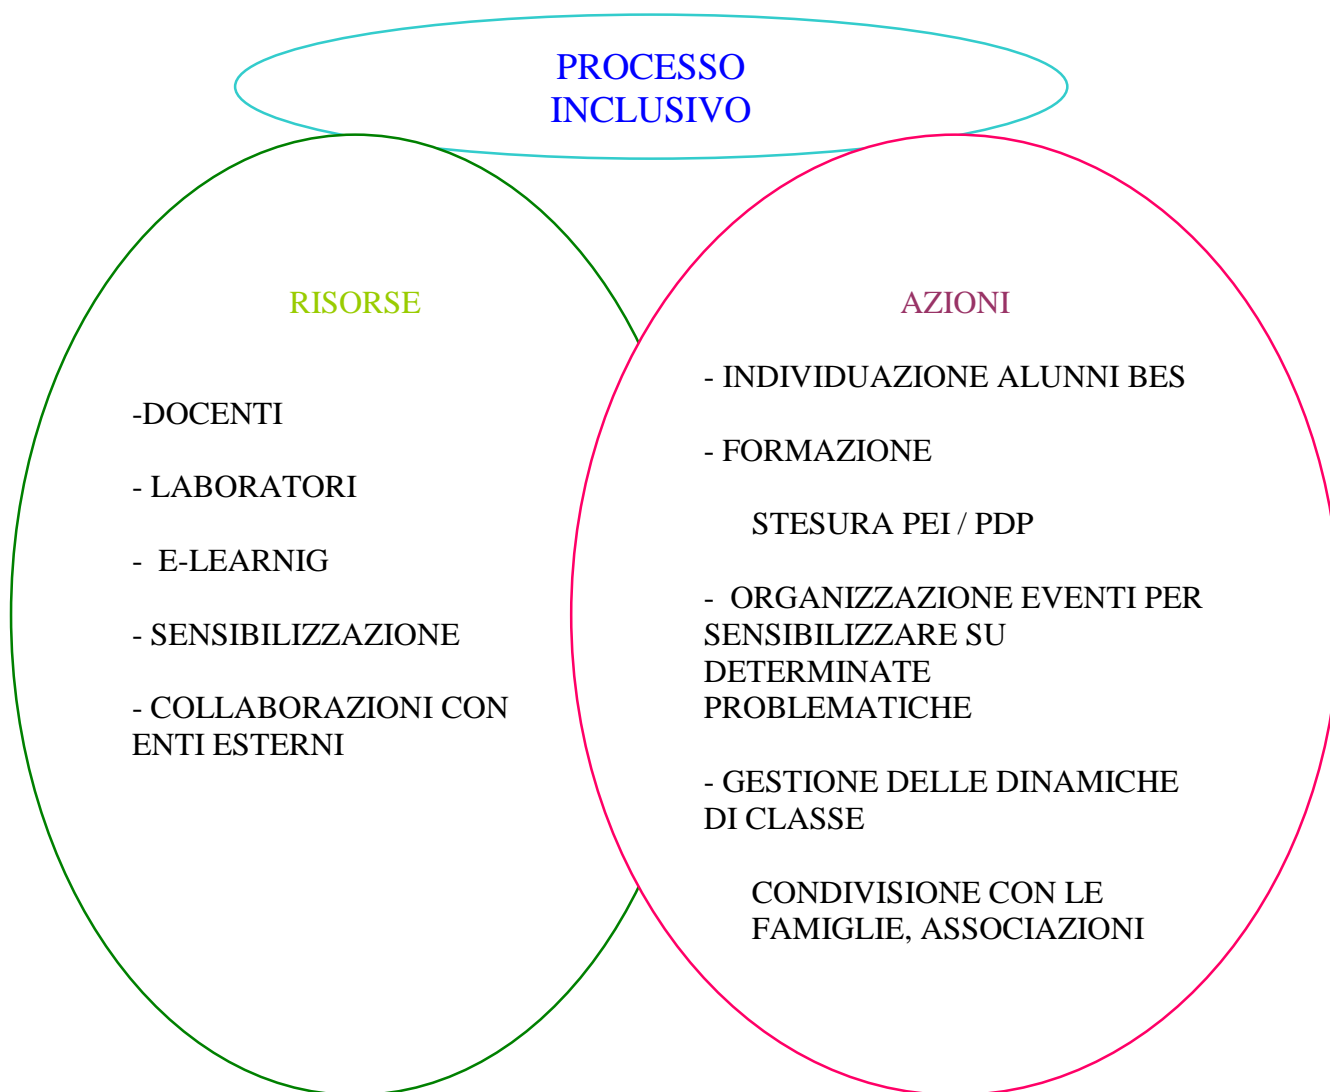 PROCESSO
INCLUSIVO
RISORSE
-DOCENTI
- LABORATORI
-  E-LEARNIG
- SENSIBILIZZAZIONE
- COLLABORAZIONI CON
ENTI ESTERNI
AZIONI
- INDIVIDUAZIONE ALUNNI BES
- FORMAZIONE
STESURA PEI / PDP
-  ORGANIZZAZIONE EVENTI PER
SENSIBILIZZARE SU
DETERMINATE
PROBLEMATICHE
- GESTIONE DELLE DINAMICHE
DI CLASSE
CONDIVISIONE CON LE
FAMIGLIE, ASSOCIAZIONI